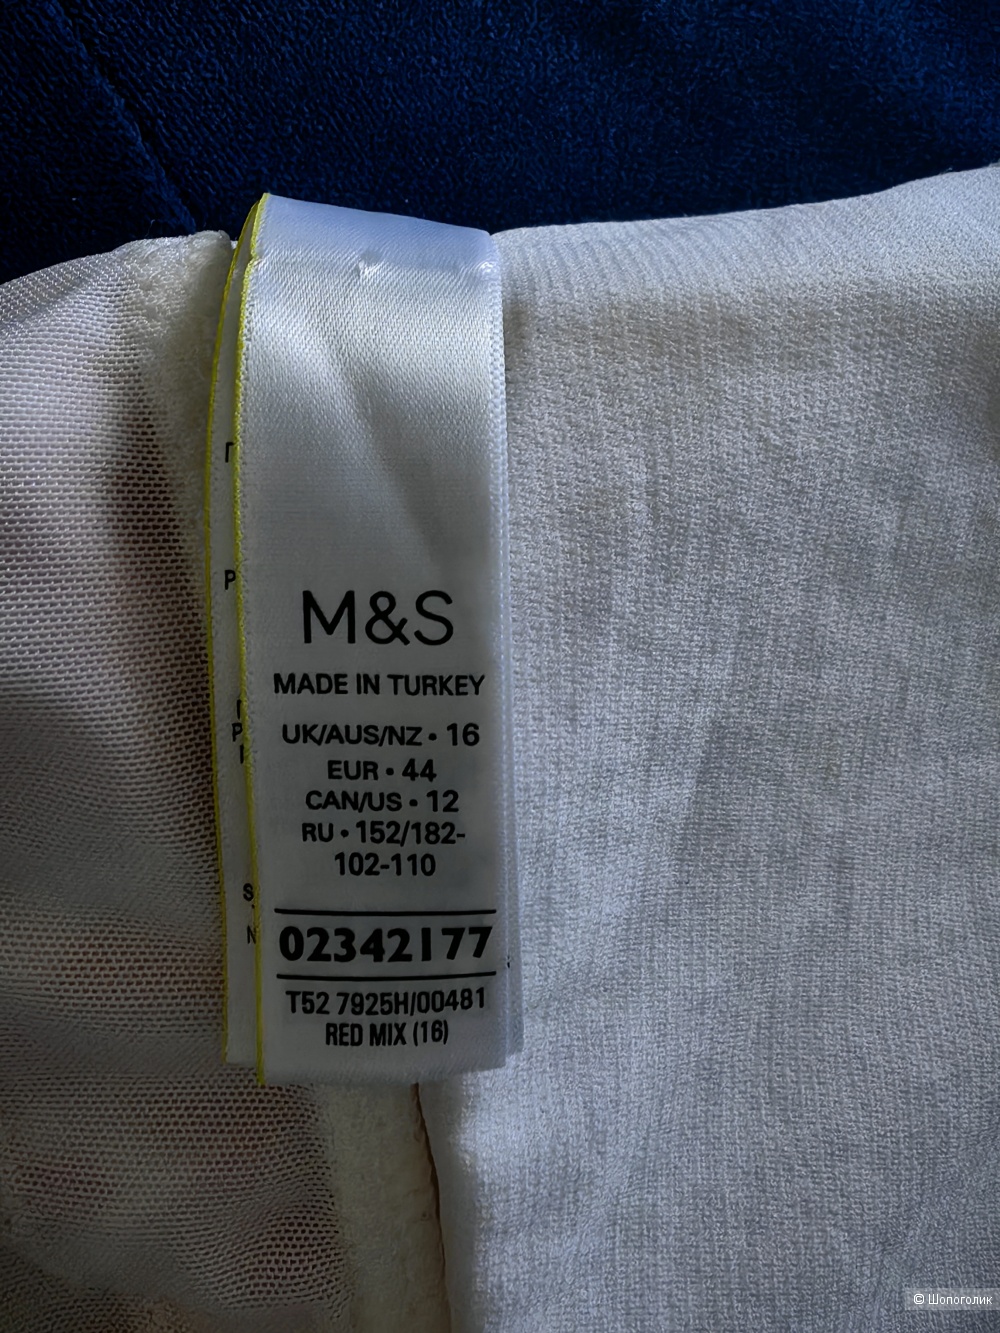 M&S
MADE IN TURKEY
UK/AUS/NZ • 16
EUR • 44
CAN/US • 12
RU • 152/182-
102-110
02342177
T52 7925H/00481
RED MIX (16)
© Шопоголик